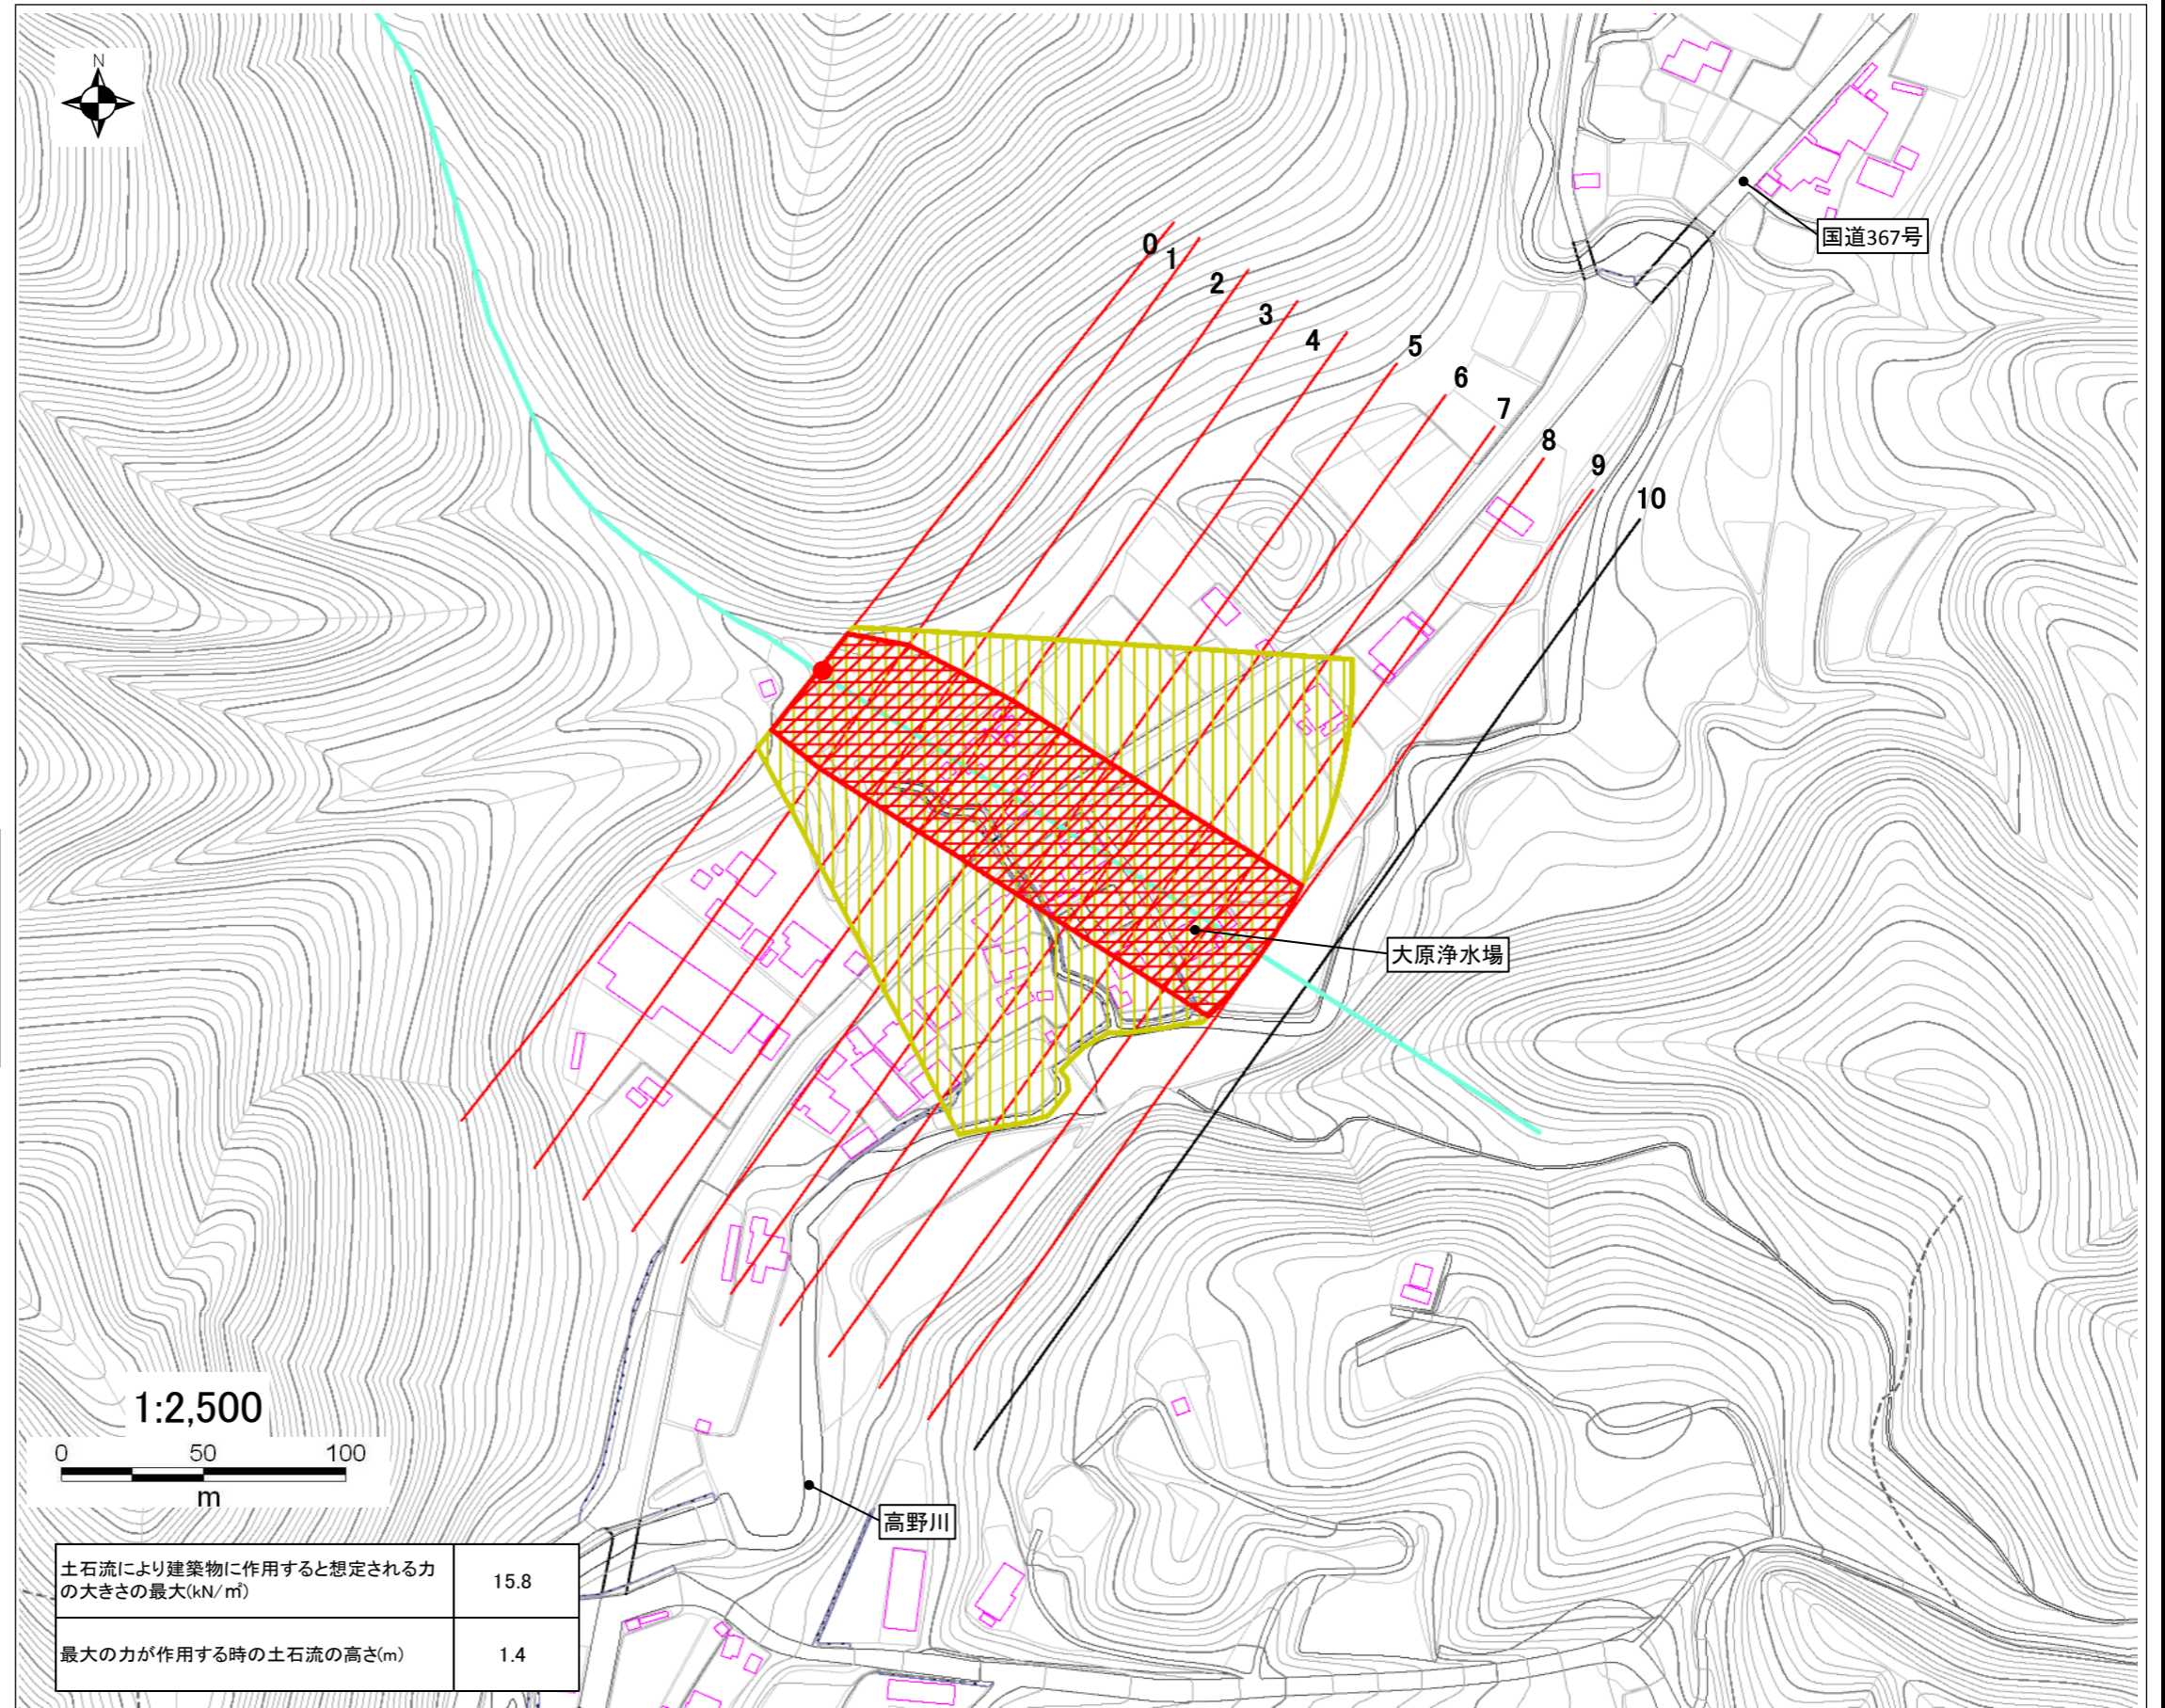 N
0
1
2
3
4
5
6
7
8
9
10
国道367号
大原浄水場
高野川
1:2,500
0 50 100
m
土石流により建築物に作用すると想定される力
の大きさの最大(kN/㎡)
15.8
最大の力が作用する時の土石流の高さ(m)
1.4